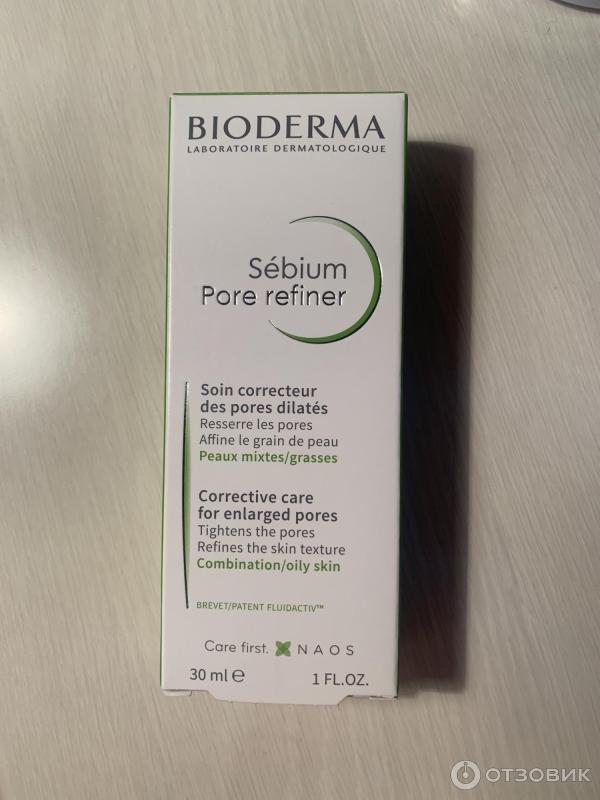 BIODERMA
LABORATOIRE DERMATOLOGIQUE
Sébium
Pore refiner
Soin correcteur
des pores dilatés
Resserre les pores
Affine le grain de peau
Peaux mixtes/grasses
Corrective care
for enlarged pores
Tightens the pores
Refines the skin texture
Combination/oily skin
BREVET/PATENT FLUIDACTIV™
Care first. NAOS
30 ml ℮ 1 FL.OZ.
ОТЗОВИК